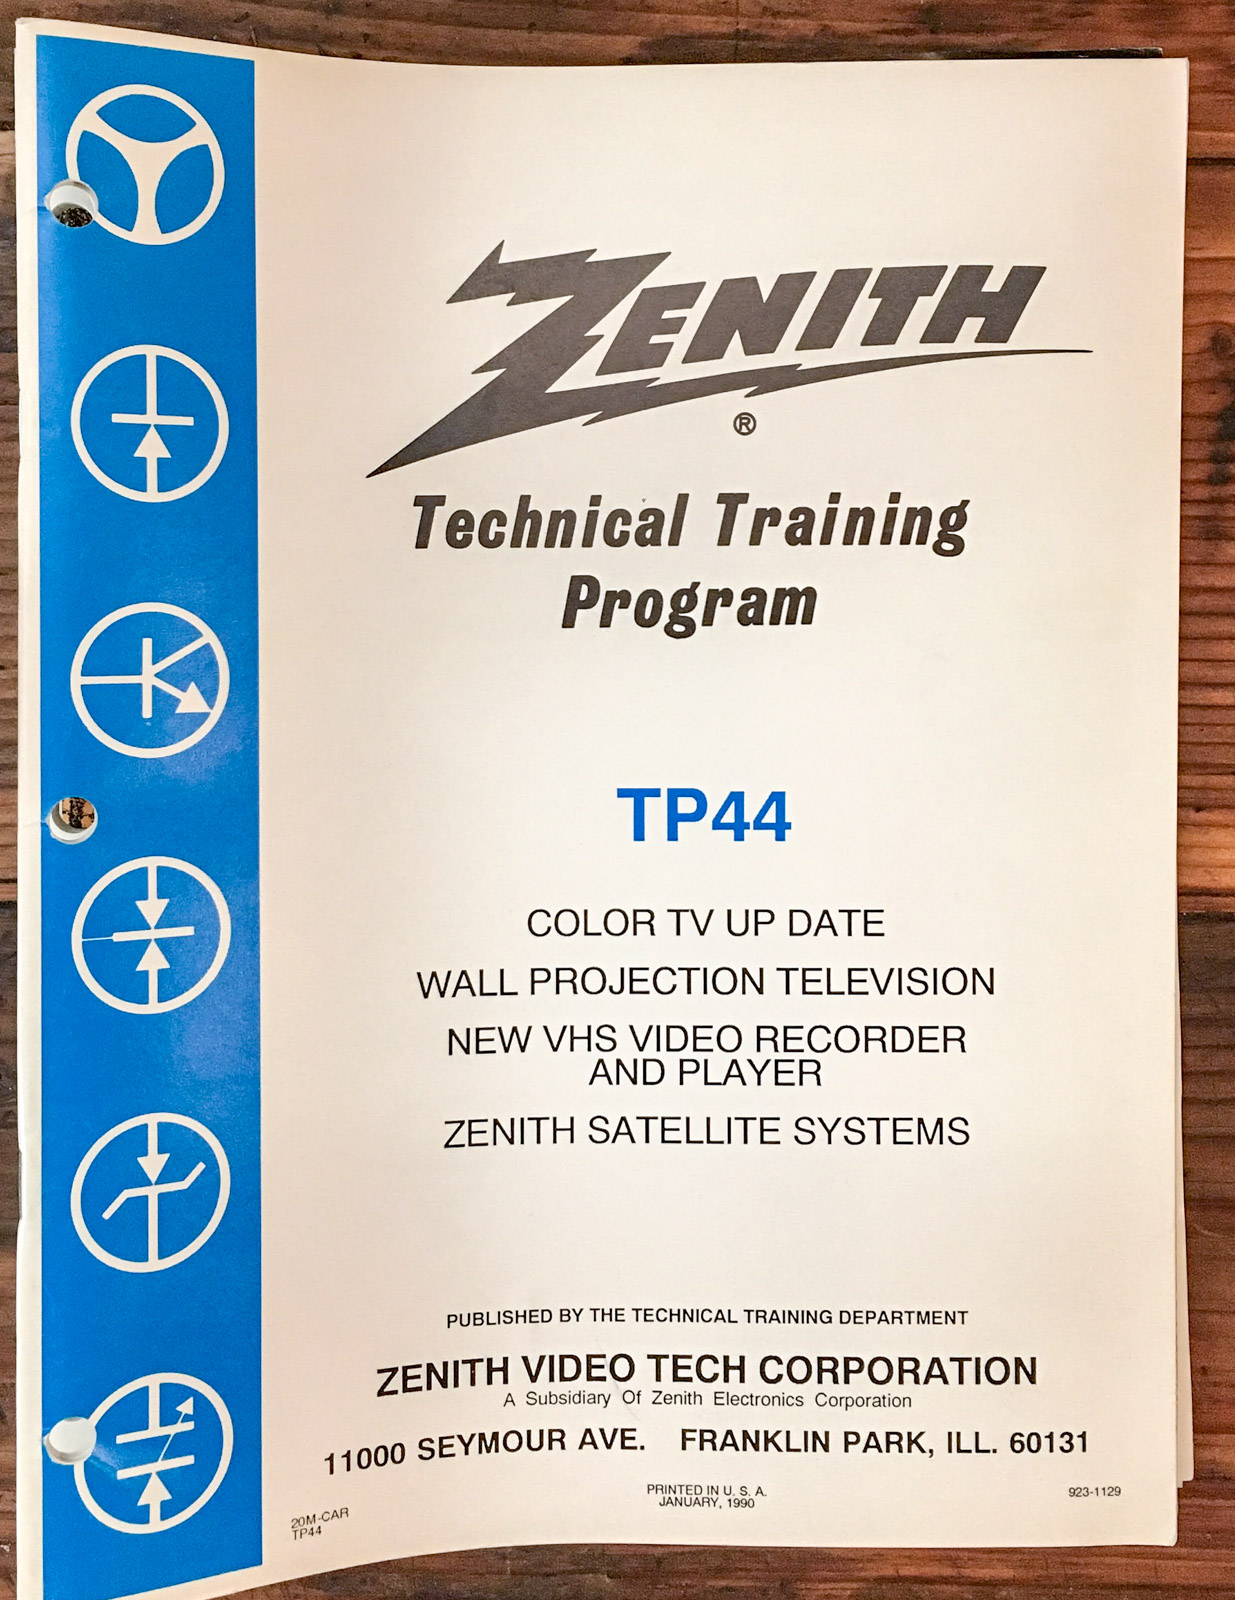 ZENITH
®
Technical Training
Program
TP44
COLOR TV UP DATE
WALL PROJECTION TELEVISION
NEW VHS VIDEO RECORDER
AND PLAYER
ZENITH SATELLITE SYSTEMS
PUBLISHED BY THE TECHNICAL TRAINING DEPARTMENT
ZENITH VIDEO TECH CORPORATION
A Subsidiary Of Zenith Electronics Corporation
11000 SEYMOUR AVE. FRANKLIN PARK, ILL. 60131
PRINTED IN U. S. A.
JANUARY, 1990
923-1129
20M-CAR
TP44